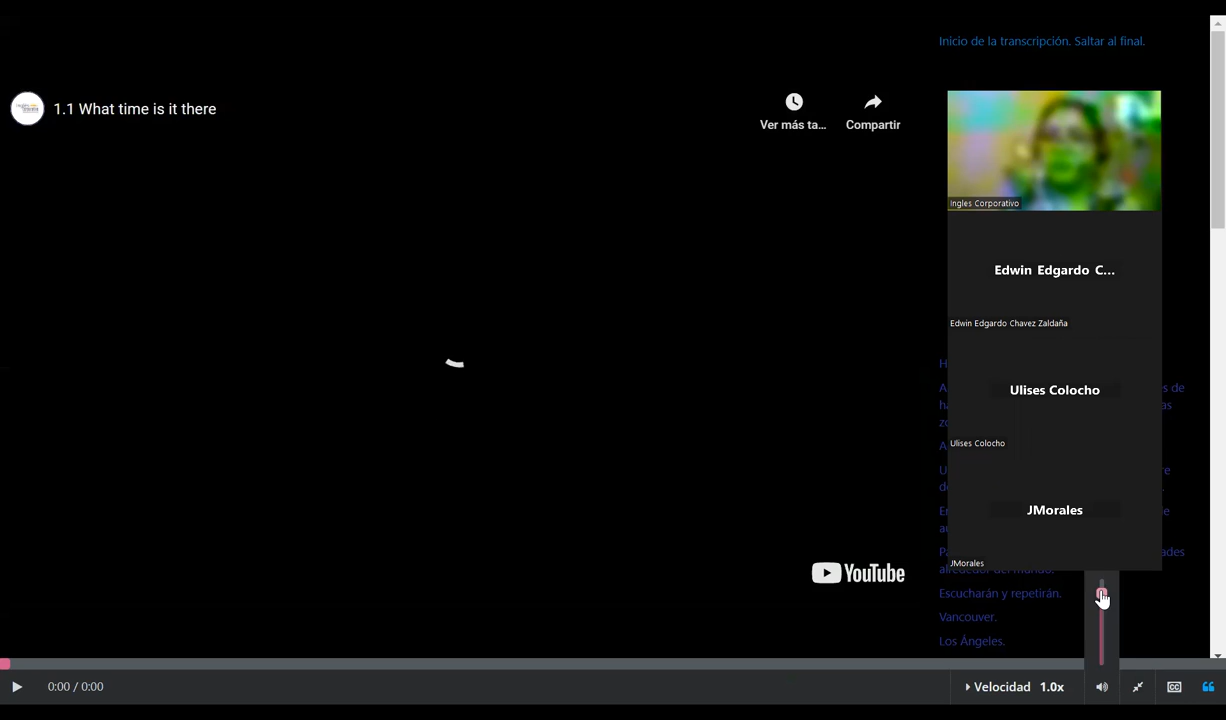 Inicio de la transcripción. Saltar al final.
1.1 What time is it there
Ver más ta...
Compartir
Ingles Corporativo
Edwin Edgardo C...
Edwin Edgardo Chavez Zaldaña
Ulises Colocho
Ulises Colocho
JMorales
JMorales
YouTube
Escucharán y repetirán.
Vancouver.
Los Ángeles.
0:00 / 0:00
Velocidad 1.0x
CC